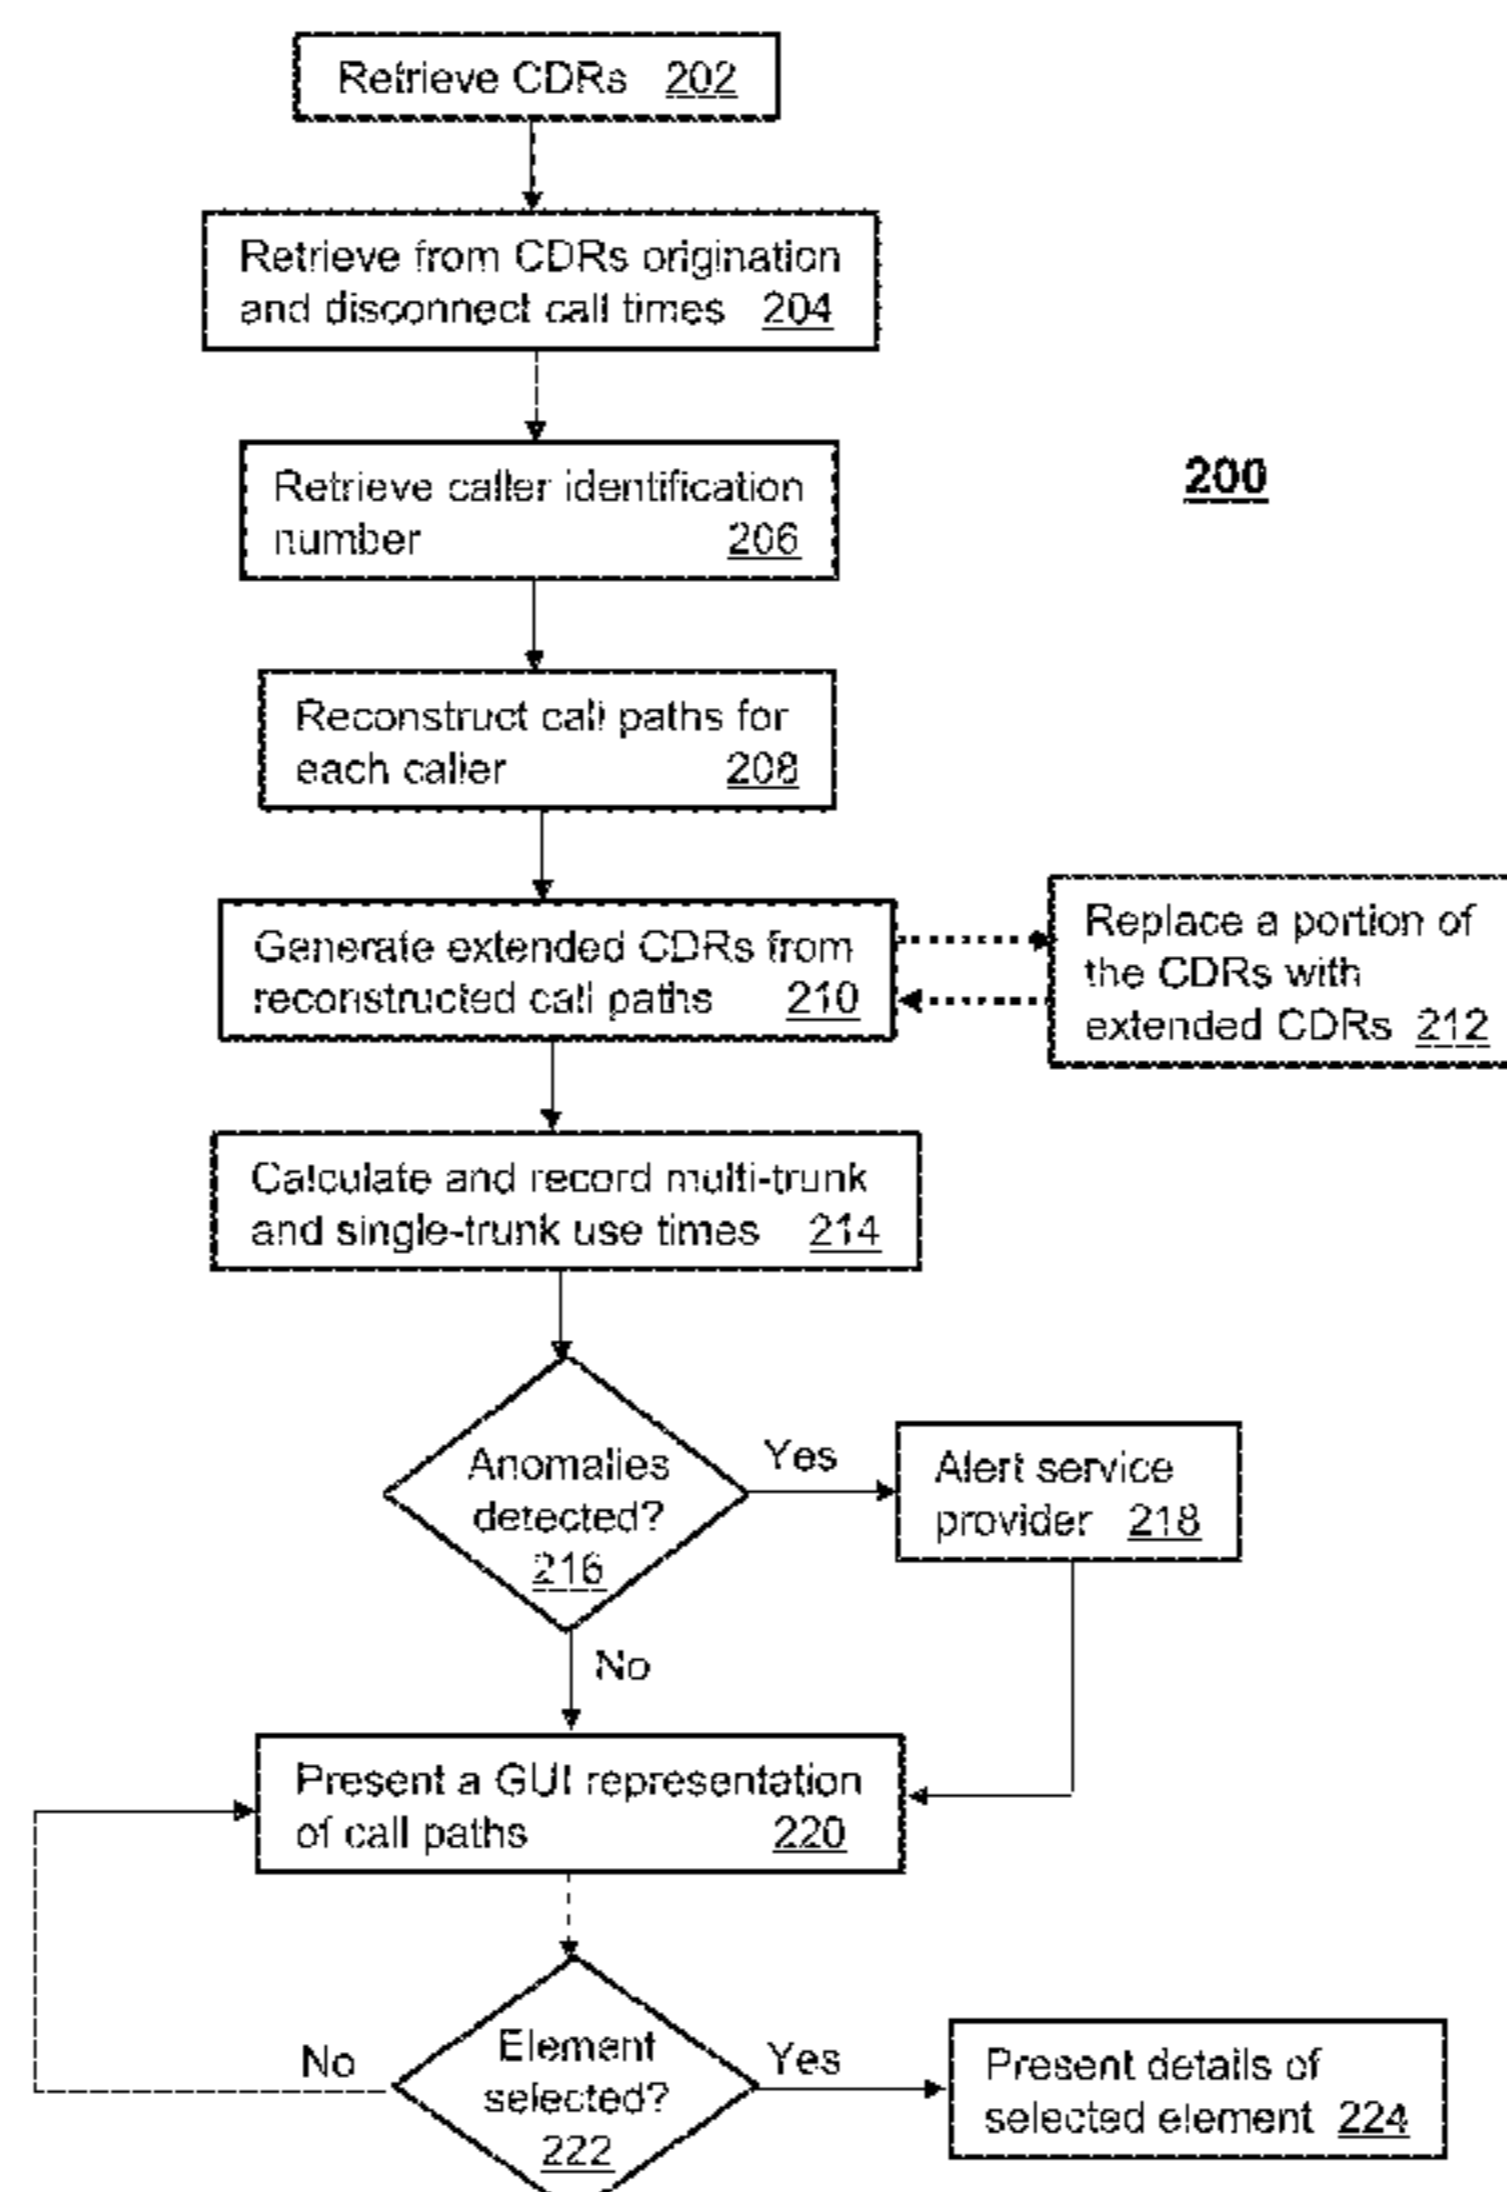 Retrieve CDRs 202
Retrieve from CDRs origination
and disconnect call times 204
Retrieve caller identification
number 206
200
Reconstruct call paths for
each caller 208
Generate extended CDRs from
reconstructed call paths 210
Replace a portion of
the CDRs with
extended CDRs 212
Calculate and record multi-trunk
and single-trunk use times 214
Anomalies
detected?
216
Yes
Alert service
provider 218
No
Present a GUI representation
of call paths 220
Element
selected?
222
No
Yes
Present details of
selected element 224